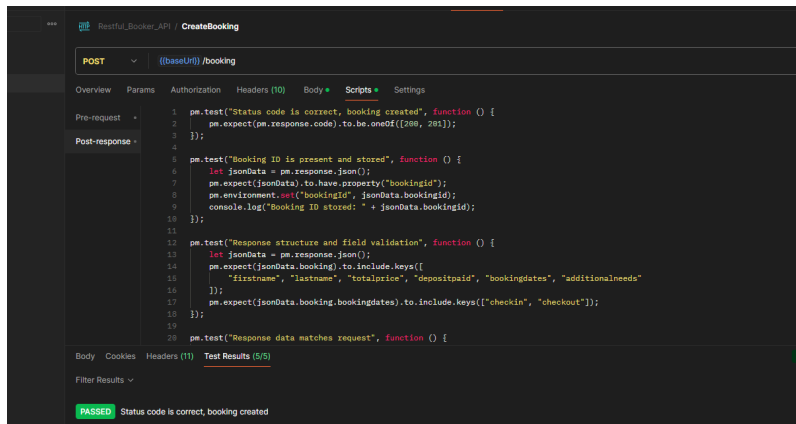 Restful_Booker_API / CreateBooking
POST {{baseUrl}} /booking
Overview Params Authorization Headers (10) Body Scripts Settings
Pre-request
Post-response
1 pm.test("Status code is correct, booking created", function () {
2 pm.expect(pm.response.code).to.be.oneOf([200, 201]);
3 });
4
5 pm.test("Booking ID is present and stored", function () {
6 let jsonData = pm.response.json();
7 pm.expect(jsonData).to.have.property("bookingid");
8 pm.environment.set("bookingId", jsonData.bookingid);
9 console.log("Booking ID stored: " + jsonData.bookingid);
10 });
11
12 pm.test("Response structure and field validation", function () {
13 let jsonData = pm.response.json();
14 pm.expect(jsonData.booking).to.include.keys([
15 "firstname", "lastname", "totalprice", "depositpaid", "bookingdates", "additionalneeds"
16 ]);
17 pm.expect(jsonData.booking.bookingdates).to.include.keys(["checkin", "checkout"]);
18 });
19
20 pm.test("Response data matches request", function () {
Body Cookies Headers (11) Test Results (5/5)
Filter Results
PASSED Status code is correct, booking created